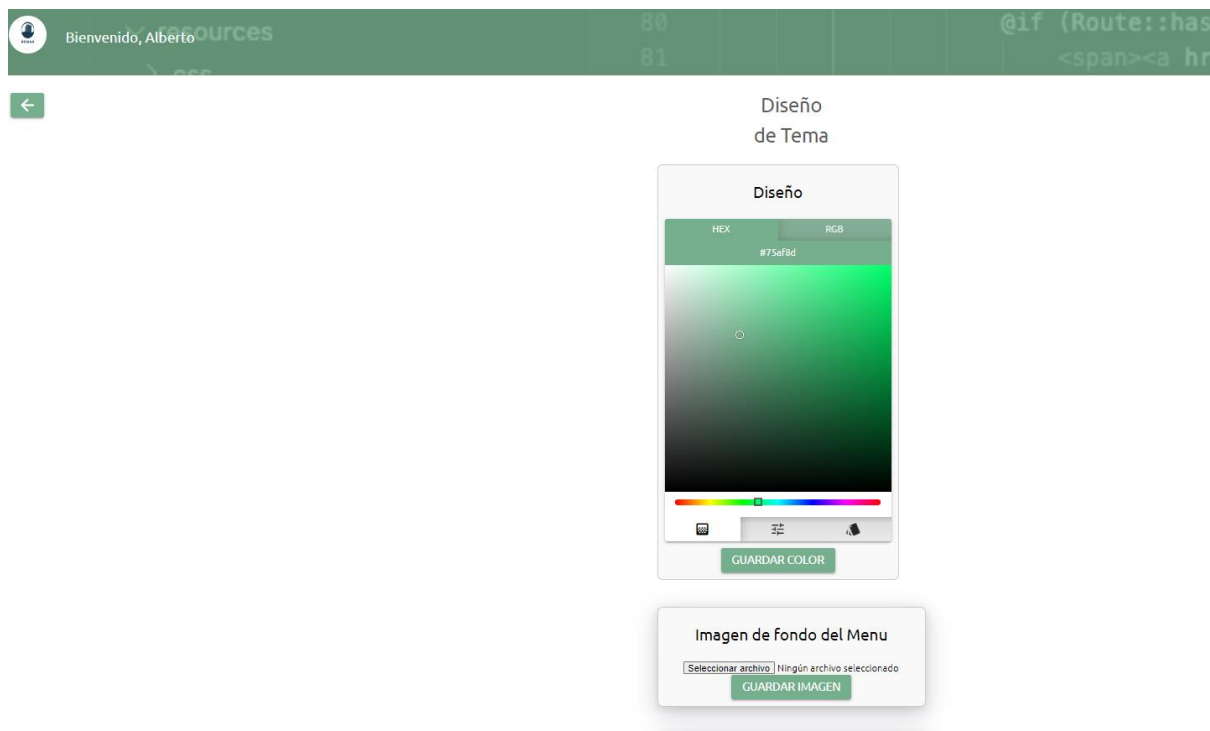 80
@if (Route::has
Bienvenido, Alberto
ources
81
<span><a hr
Diseño
de Tema
Diseño
HEX
RGB
#75af8d
GUARDAR COLOR
Imagen de fondo del Menu
Seleccionar archivo Ningún archivo seleccionado
GUARDAR IMAGEN